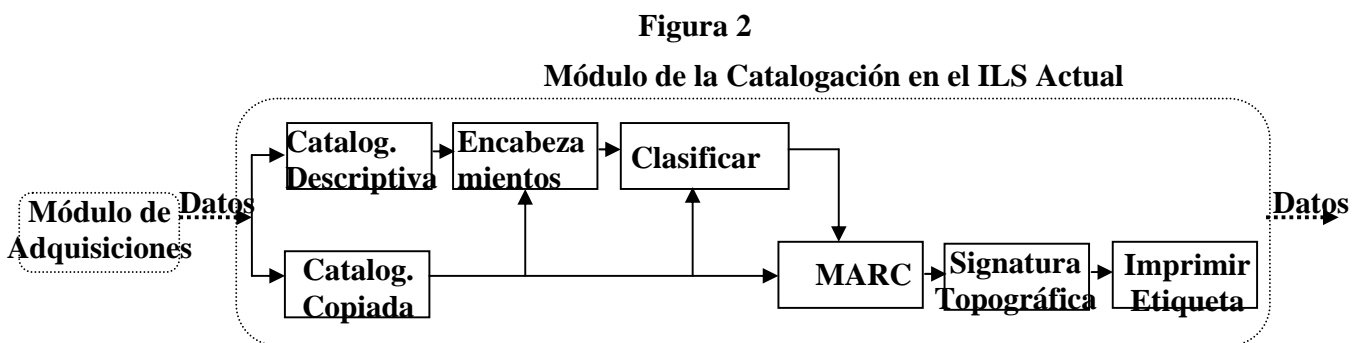 Figura 2
Módulo de la Catalogación en el ILS Actual
Catalog.
Descriptiva
Encabeza
mientos
Clasificar
Módulo de
Adquisiciones
Datos
Datos
Catalog.
Copiada
MARC
Signatura
Topográfica
Imprimir
Etiqueta